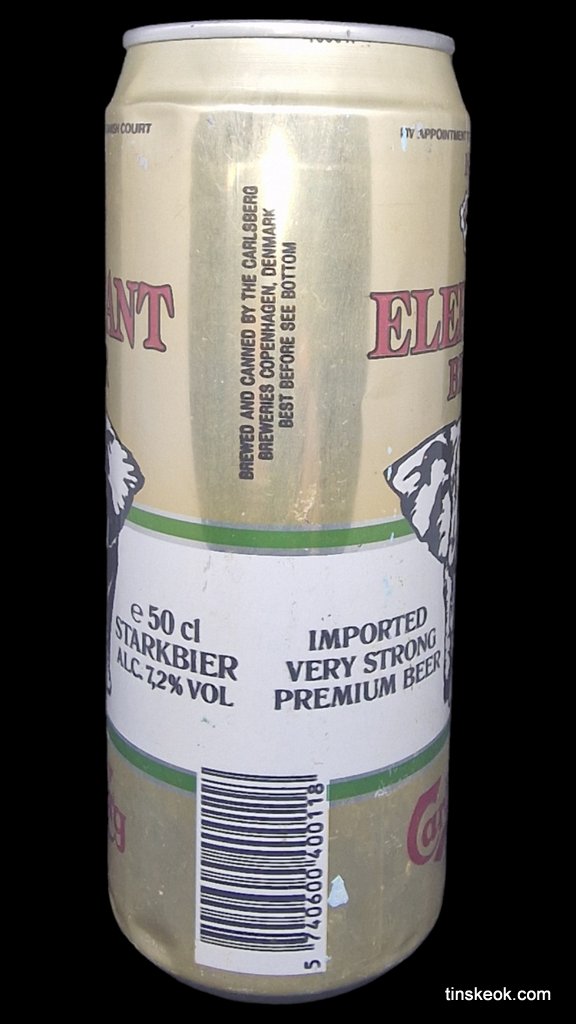 COURT
BY APPOINTMENT
ANT
ELE
BREWED AND CANNED BY THE CARLSBERG
BREWERIES COPENHAGEN, DENMARK
BEST BEFORE SEE BOTTOM
e 50 cl
STARKBIER
ALC. 7,2% VOL
IMPORTED
VERY STRONG
PREMIUM BEER
Car
5 740600 400118
tinskeok.com